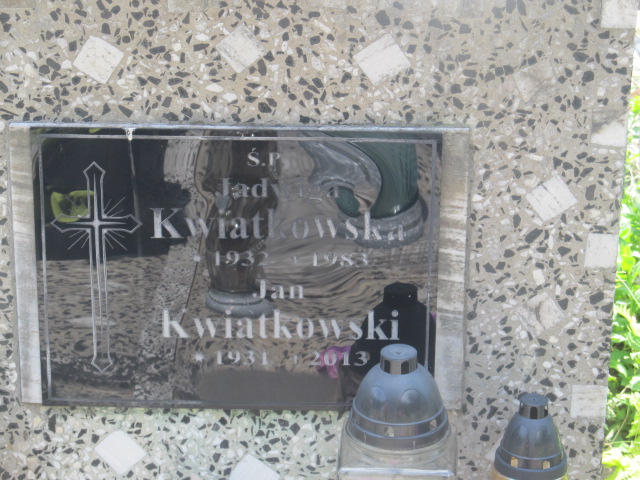 Ś.P.
Jadwiga
Kwiatkowska
* 1932 † 1983
Jan
Kwiatkowski
* 1931 † 2013